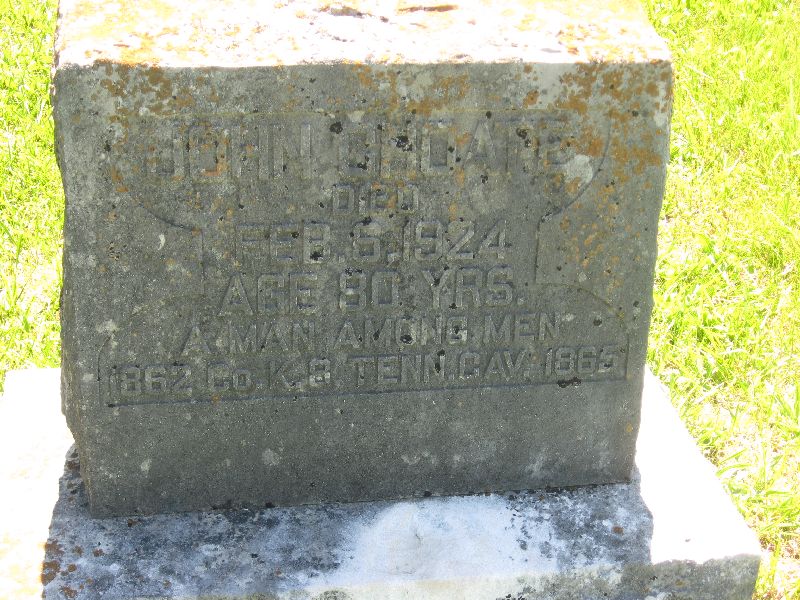 JOHN CHOATE
DIED
FEB. 6, 1924
AGE 80 YRS.
A MAN AMONG MEN
1862 CO. K. 8 TENN. CAV. 1865